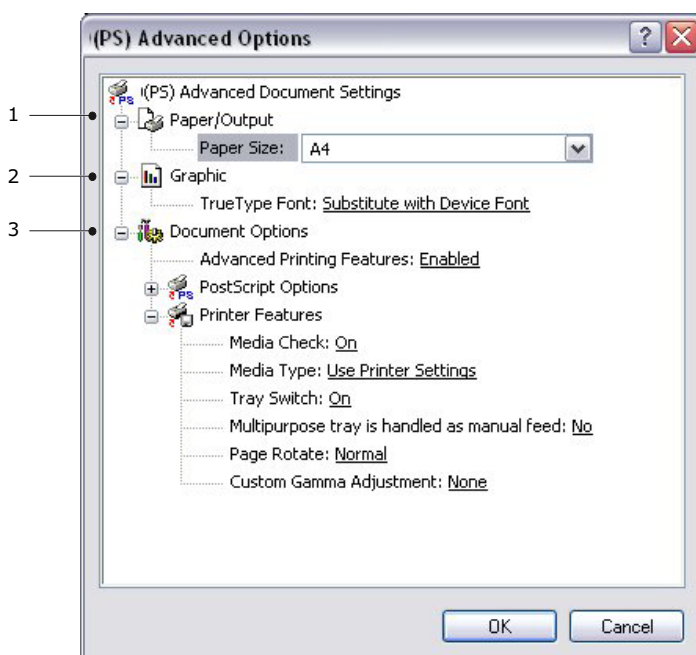 (PS) Advanced Options
(PS) Advanced Document Settings
1
Paper/Output
Paper Size: A4
2
Graphic
TrueType Font: Substitute with Device Font
3
Document Options
Advanced Printing Features: Enabled
PostScript Options
Printer Features
Media Check: On
Media Type: Use Printer Settings
Tray Switch: On
Multipurpose tray is handled as manual feed: No
Page Rotate: Normal
Custom Gamma Adjustment: None
OK Cancel